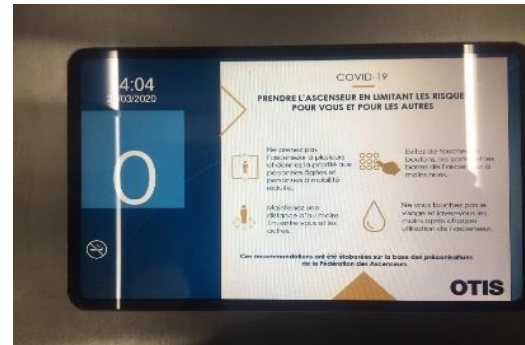 4:04
03/2020
0
COVID-19
PRENDRE L'ASCENSEUR EN LIMITANT LES RISQUE
POUR VOUS ET POUR LES AUTRES
Ne prenez pas
l'ascenseur à plusieurs
et donnez la priorité aux
personnes âgées et
personnes à mobilité
réduite.
Evitez de toucher
boutons, les portes et les
barres de l'ascenseur à
mains nues.
Maintenez une
distance d'au moins
1m entre vous et les
autres.
Ne vous touchez pas le
visage et lavez-vous les
mains après chaque
utilisation de l'ascenseur.
Ces recommandations ont été élaborées sur la base des préconisations
de la Fédération des Ascenseurs.
OTIS